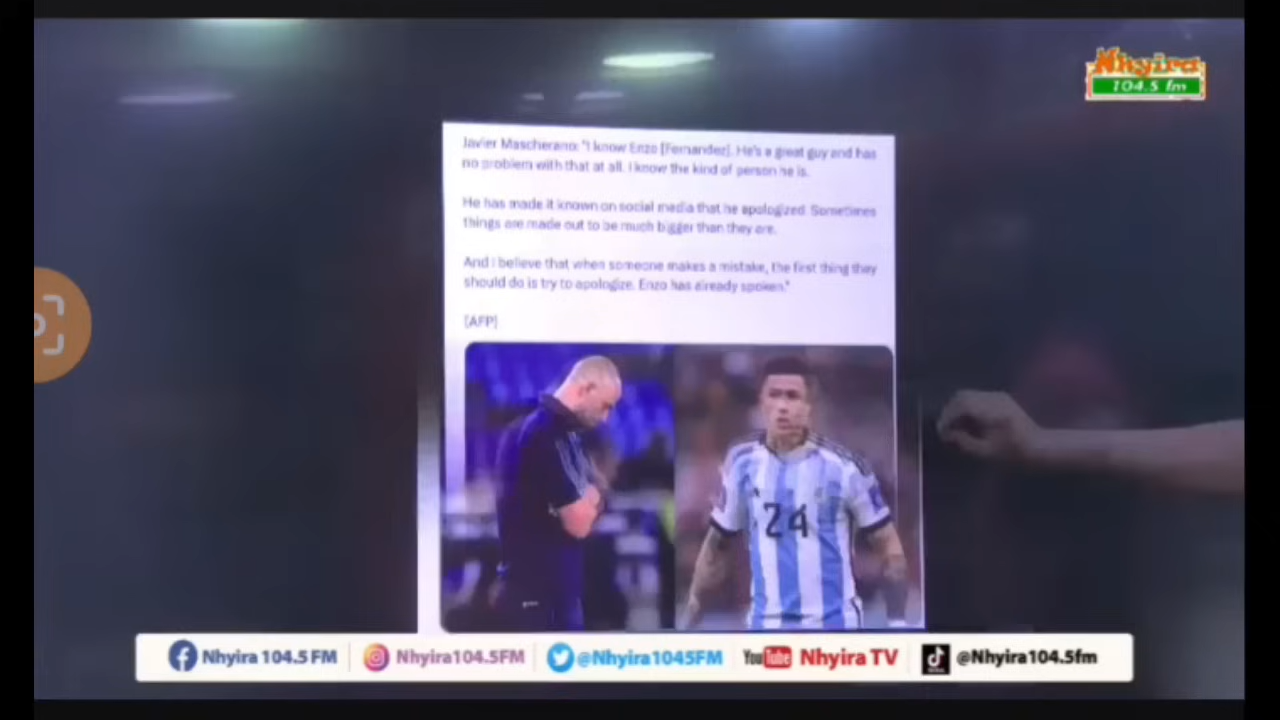 Nhyira
104.5 fm
Javier Mascherano: "I know Enzo [Fernandez]. He's a great guy and has
no problem with that at all. I know the kind of person he is.
He has made it known on social media that he apologized. Sometimes
things are made out to be much bigger than they are.
And I believe that when someone makes a mistake, the first thing they
should do is try to apologize. Enzo has already spoken."
[AFP]
24
Nhyira 104.5 FM
Nhyira104.5FM
@Nhyira1045FM
YouTube Nhyira TV
@Nhyira104.5fm